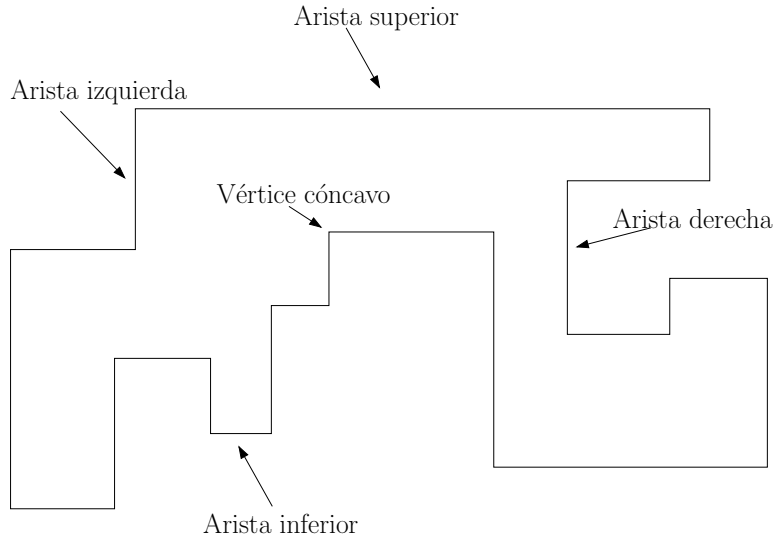 Arista superior
Arista izquierda
Vértice cóncavo
Arista derecha
Arista inferior